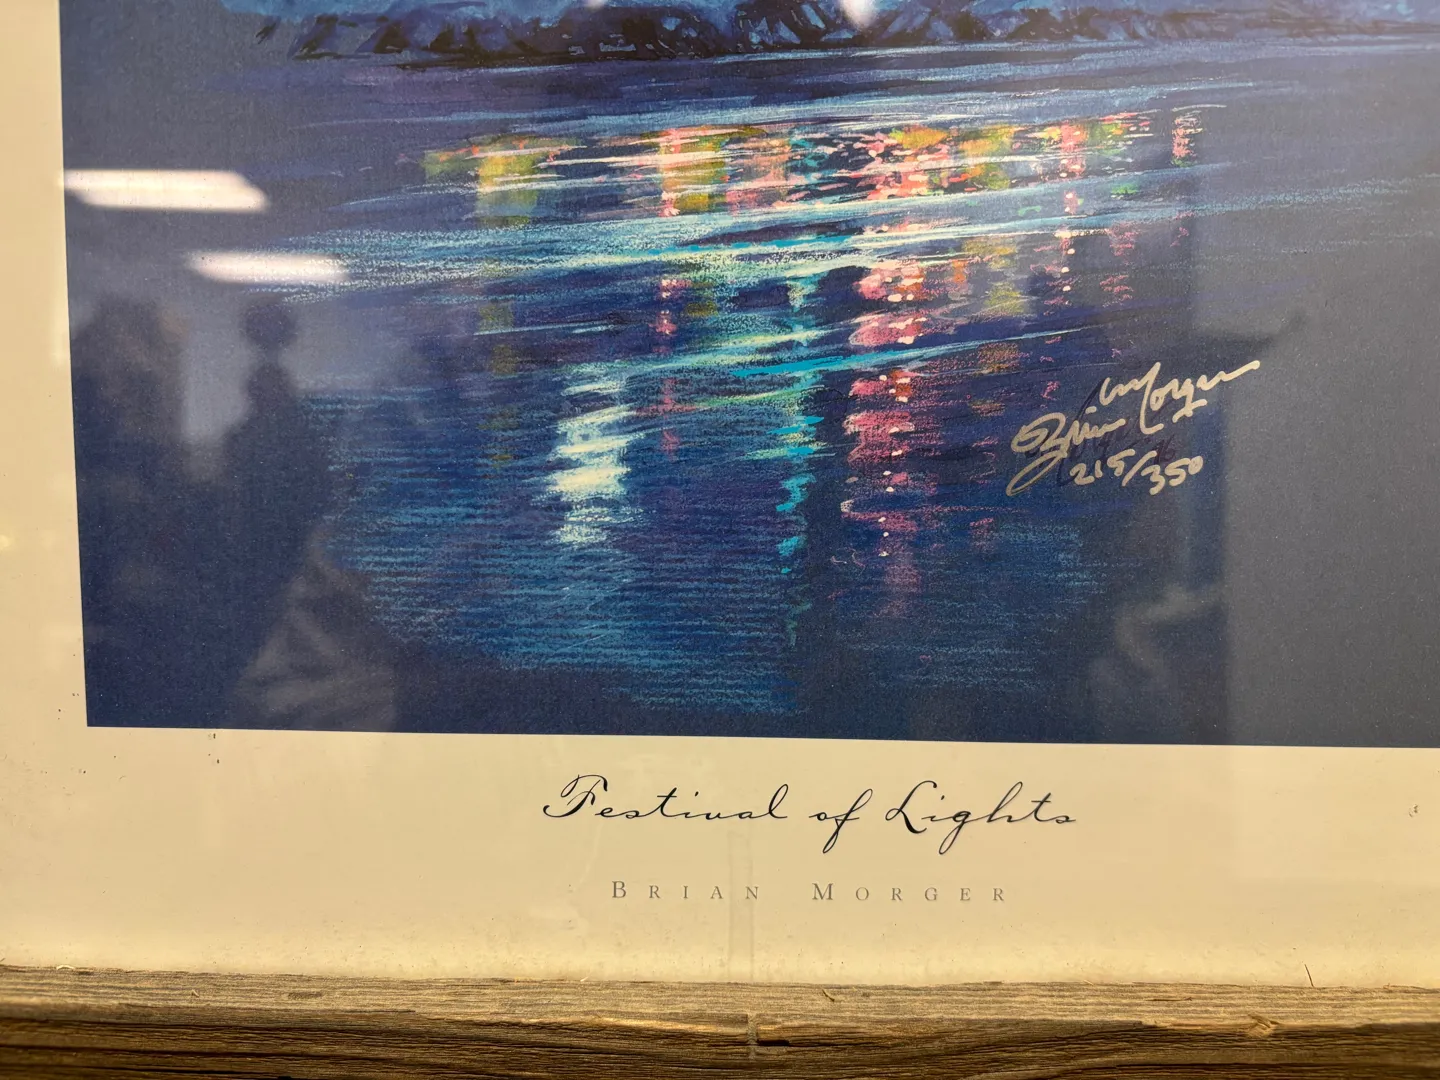 Brian Morger
215/350
Festival of Lights
BRIAN MORGER